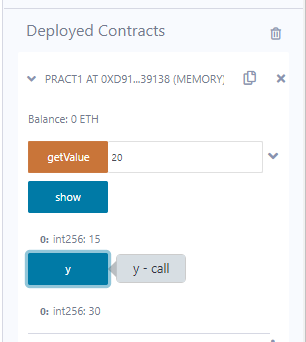 Deployed Contracts
PRACT1 AT 0XD91...39138 (MEMORY)
Balance: 0 ETH
getValue 20
show
0: int256: 15
y
y - call
0: int256: 30